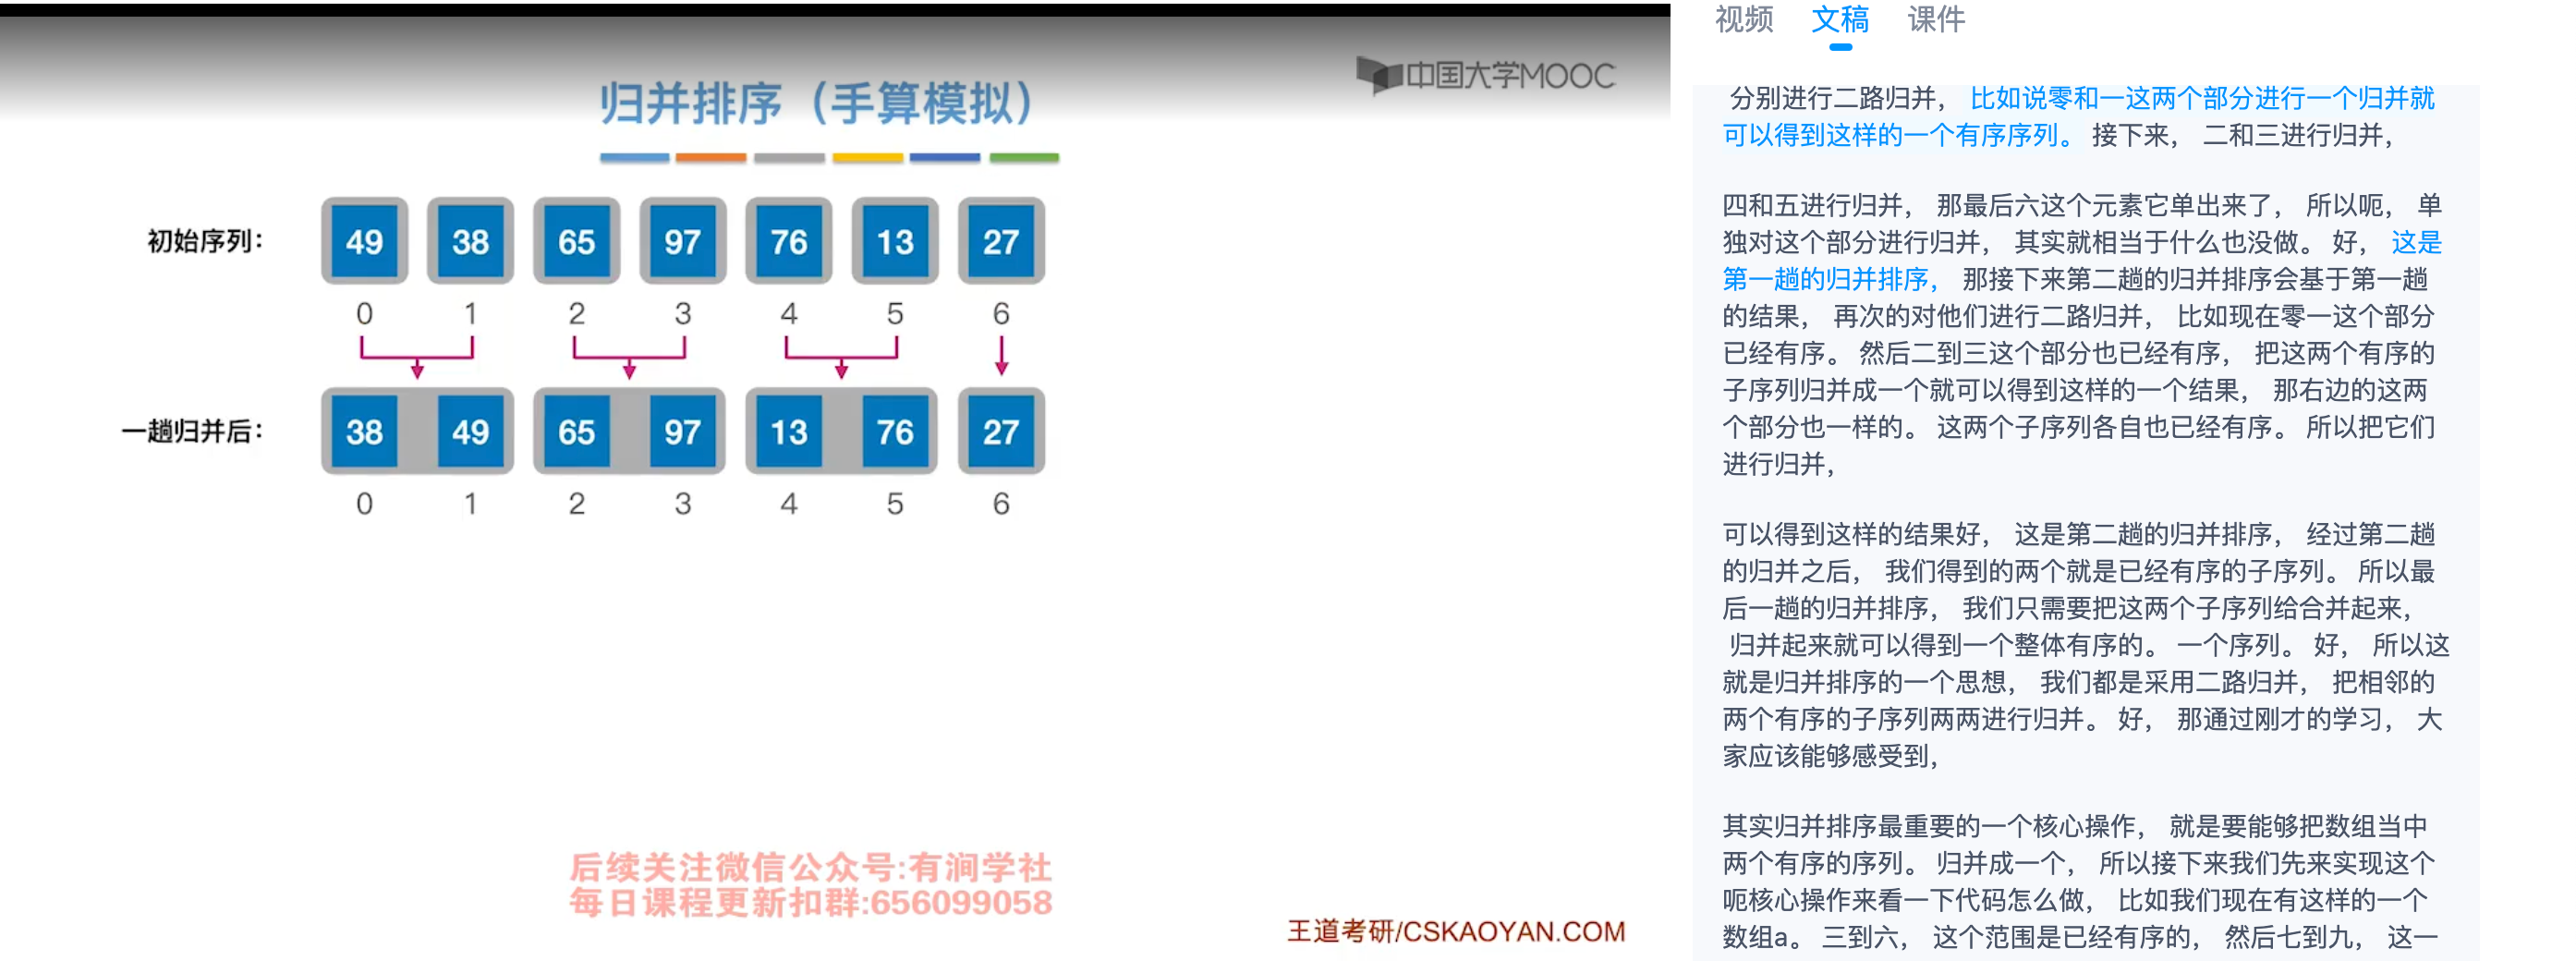 中国大学MOOC
归并排序（手算模拟）
初始序列：
49 38 65 97 76 13 27
0 1 2 3 4 5 6
一趟归并后：
38 49 65 97 13 76 27
0 1 2 3 4 5 6
后续关注微信公众号:有涧学社
每日课程更新扣群:656099058
王道考研/CSKAOYAN.COM
视频 文稿 课件
分别进行二路归并， 比如说零和一这两个部分进行一个归并就
可以得到这样的一个有序序列。 接下来， 二和三进行归并，
四和五进行归并， 那最后六这个元素它单出来了， 所以呃， 单
独对这个部分进行归并， 其实就相当于什么也没做。 好， 这是
第一趟的归并排序， 那接下来第二趟的归并排序会基于第一趟
的结果， 再次的对他们进行二路归并， 比如现在零一这个部分
已经有序。 然后二到三这个部分也已经有序， 把这两个有序的
子序列归并成一个就可以得到这样的一个结果， 那右边的这两
个部分也一样的。 这两个子序列各自也已经有序。 所以把它们
进行归并，
可以得到这样的结果好， 这是第二趟的归并排序， 经过第二趟
的归并之后， 我们得到的两个就是已经有序的子序列。 所以最
后一趟的归并排序， 我们只需要把这两个子序列给合并起来，
归并起来就可以得到一个整体有序的。 一个序列。 好， 所以这
就是归并排序的一个思想， 我们都是采用二路归并， 把相邻的
两个有序的子序列两两进行归并。 好， 那通过刚才的学习， 大
家应该能够感受到，
其实归并排序最重要的一个核心操作， 就是要能够把数组当中
两个有序的序列。 归并成一个， 所以接下来我们先来实现这个
呃核心操作来看一下代码怎么做， 比如我们现在有这样的一个
数组a。 三到六， 这个范围是已经有序的， 然后七到九， 这一